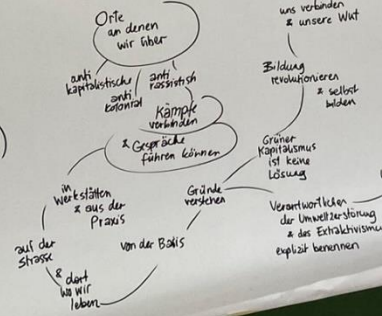 Orte
an denen
wir über
anti
kapitalistische
anti
kolonial
anti
rassistish
Kämpfe
verbinden
& Gespräche
führen können
in
Werkstätten
& aus der
Praxis
auf der
strasse
& dort
wo wir
leben
von der Basis
Gründe
verstehen
Grüner
Kapitalismus
ist keine
Lösung
Bildung
revolutionieren
& selbst
bilden
uns verbinden
& unsere Wut
Verantwortlichen
der Umweltzerstörung
& des Extraktivismu
explizit benennen